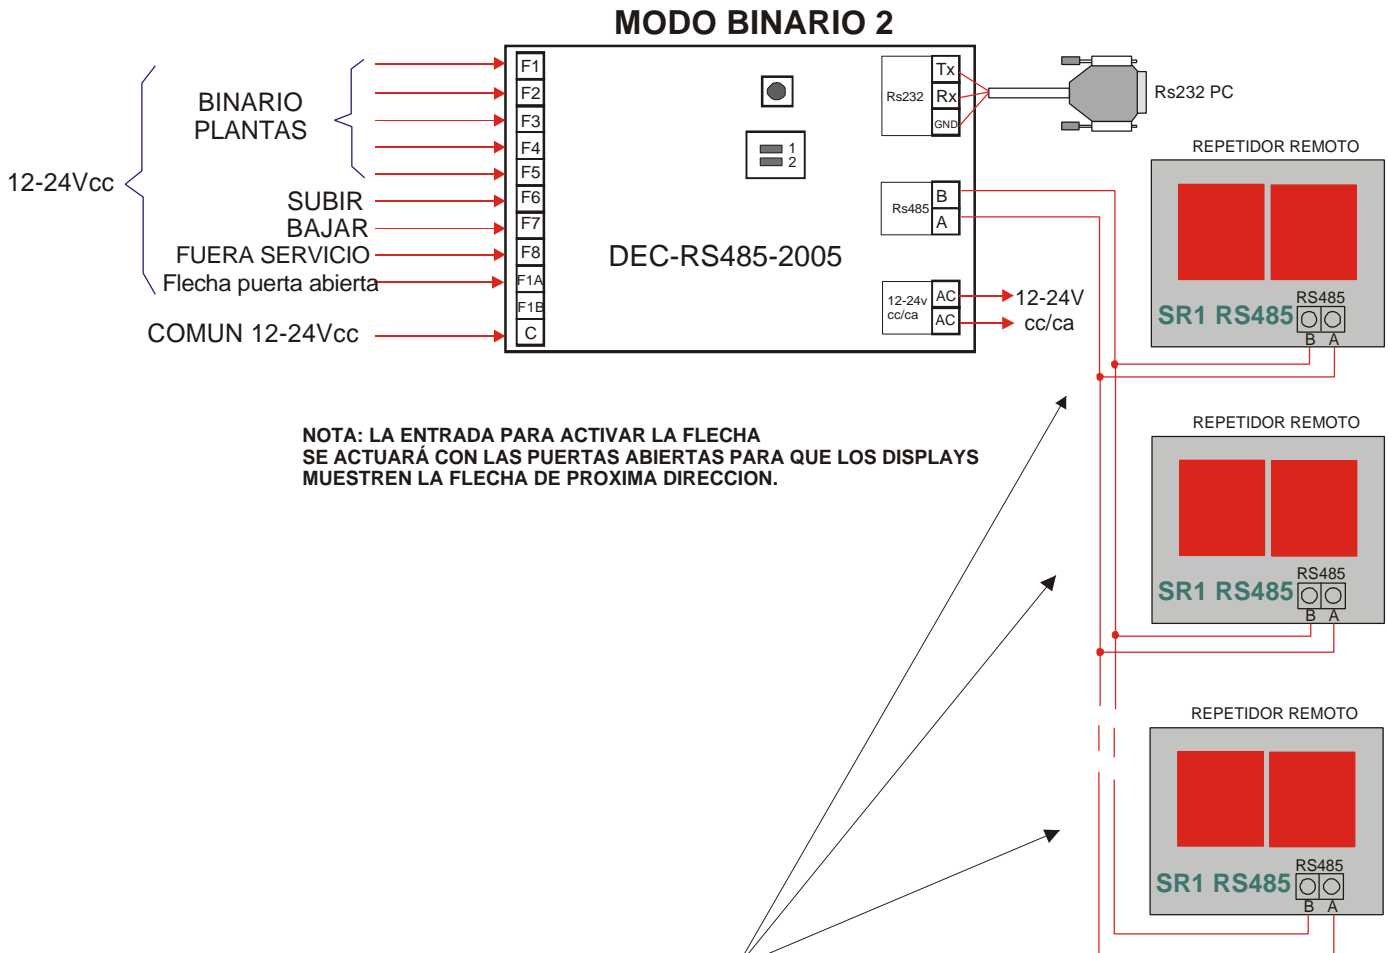 MODO BINARIO 2
BINARIO
PLANTAS
12-24Vcc
SUBIR
BAJAR
FUERA SERVICIO
Flecha puerta abierta
COMUN 12-24Vcc
F1
F2
F3
F4
F5
F6
F7
F8
F1A
F1B
C
1
2
DEC-RS485-2005
Rs232
Tx
Rx
GND
Rs232 PC
Rs485
B
A
12-24v
cc/ca
AC
AC
12-24V
cc/ca
REPETIDOR REMOTO
RS485
SR1 RS485
B A
NOTA: LA ENTRADA PARA ACTIVAR LA FLECHA
SE ACTUARÁ CON LAS PUERTAS ABIERTAS PARA QUE LOS DISPLAYS
MUESTREN LA FLECHA DE PROXIMA DIRECCION.
REPETIDOR REMOTO
RS485
SR1 RS485
B A
REPETIDOR REMOTO
RS485
SR1 RS485
B A